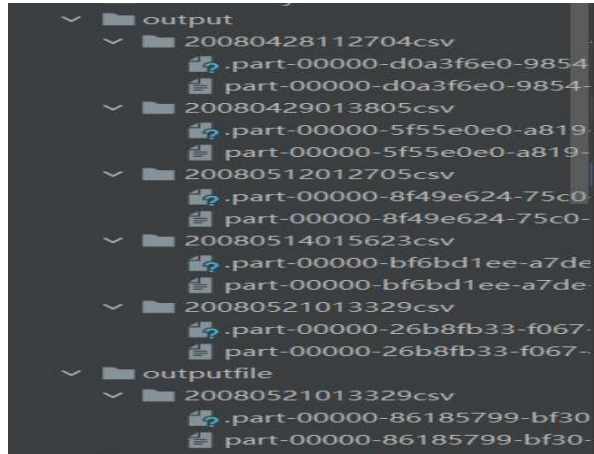 output
20080428112704csv
.part-00000-d0a3f6e0-9854
part-00000-d0a3f6e0-9854-
20080429013805csv
.part-00000-5f55e0e0-a819
part-00000-5f55e0e0-a819-
20080512012705csv
.part-00000-8f49e624-75c0
part-00000-8f49e624-75c0-
20080514015623csv
.part-00000-bf6bd1ee-a7de
part-00000-bf6bd1ee-a7de
20080521013329csv
.part-00000-26b8fb33-f067-
part-00000-26b8fb33-f067-
outputfile
20080521013329csv
.part-00000-86185799-bf30
part-00000-86185799-bf30-